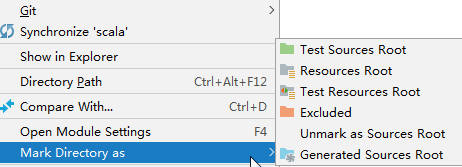 Git
Synchronize 'scala'
Show in Explorer
Directory Path Ctrl+Alt+F12
Compare With... Ctrl+D
Open Module Settings F4
Mark Directory as
Test Sources Root
Resources Root
Test Resources Root
Excluded
Unmark as Sources Root
Generated Sources Root